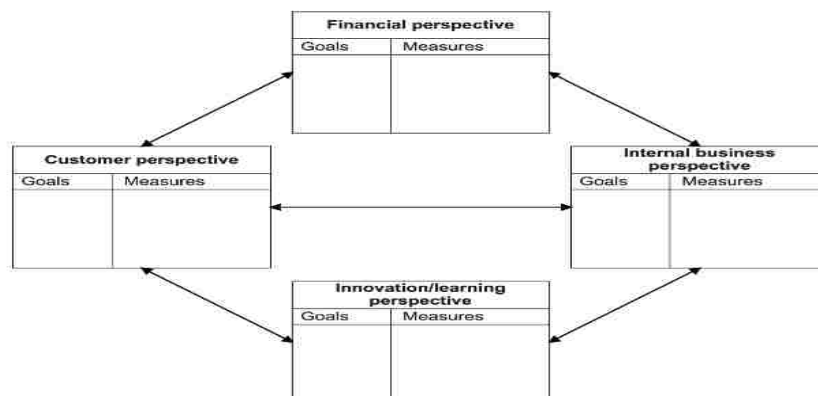 Financial perspective
Goals Measures
Customer perspective
Goals Measures
Internal business
perspective
Goals Measures
Innovation/learning
perspective
Goals Measures